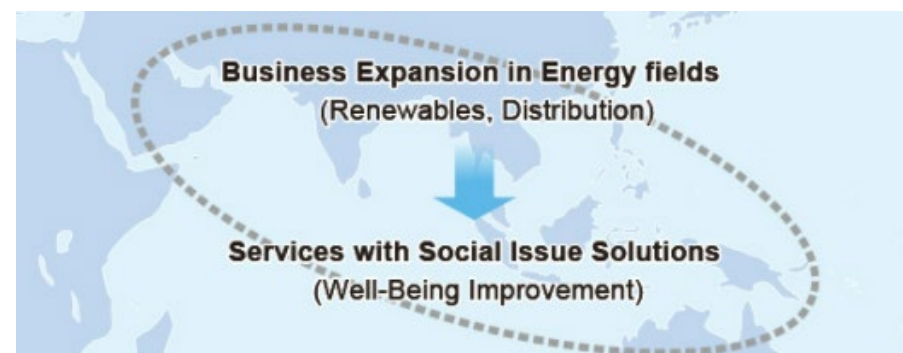 Business Expansion in Energy fields
(Renewables, Distribution)
Services with Social Issue Solutions
(Well-Being Improvement)